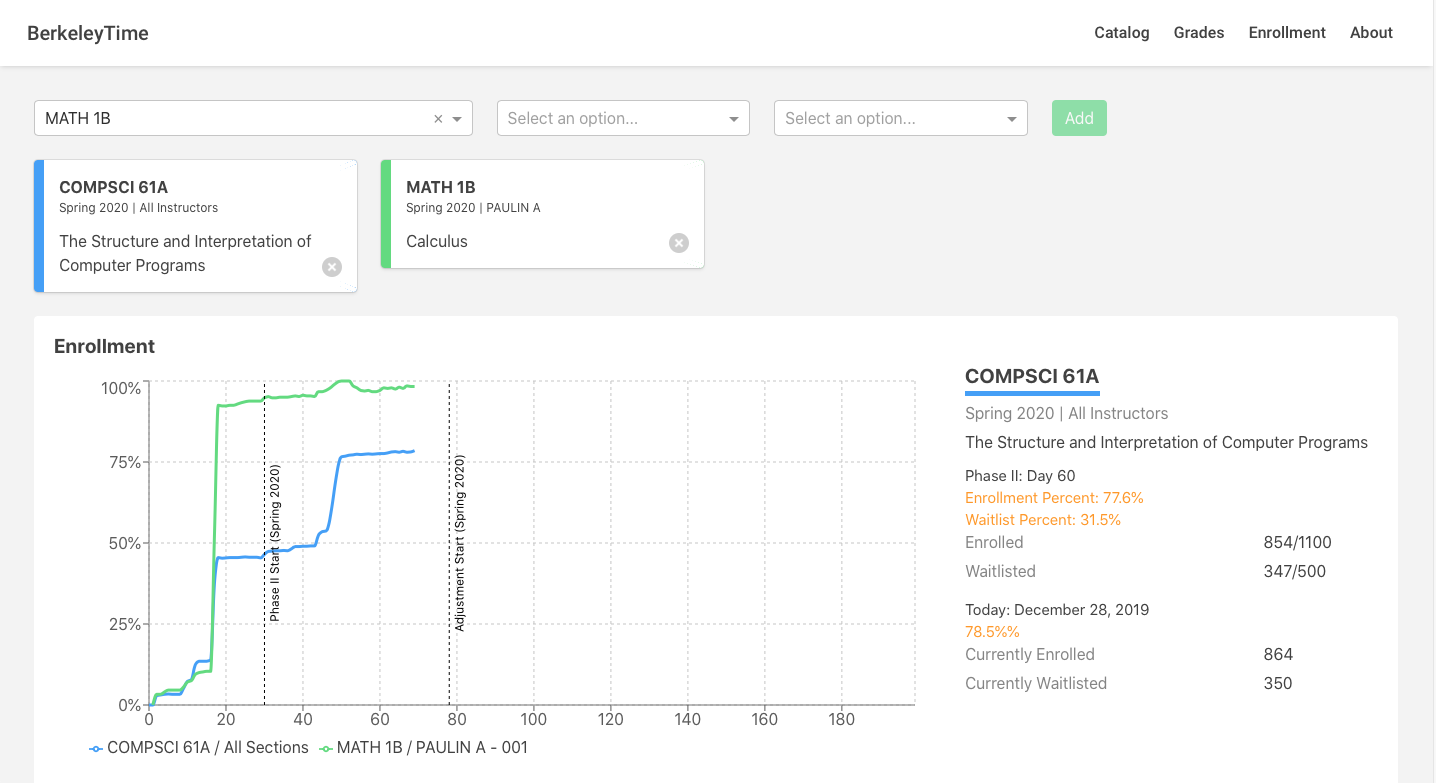 BerkeleyTime
Catalog Grades Enrollment About
MATH 1B × Select an option... Select an option... Add
COMPSCI 61A
Spring 2020 | All Instructors
The Structure and Interpretation of
Computer Programs
MATH 1B
Spring 2020 | PAULIN A
Calculus
Enrollment
100%
75%
50%
25%
0%
0 20 40 60 80 100 120 140 160 180
Phase II Start (Spring 2020)
Adjustment Start (Spring 2020)
COMPSCI 61A / All Sections MATH 1B / PAULIN A - 001
COMPSCI 61A
Spring 2020 | All Instructors
The Structure and Interpretation of Computer Programs
Phase II: Day 60
Enrollment Percent: 77.6%
Waitlist Percent: 31.5%
Enrolled 854/1100
Waitlisted 347/500
Today: December 28, 2019
78.5%%
Currently Enrolled 864
Currently Waitlisted 350